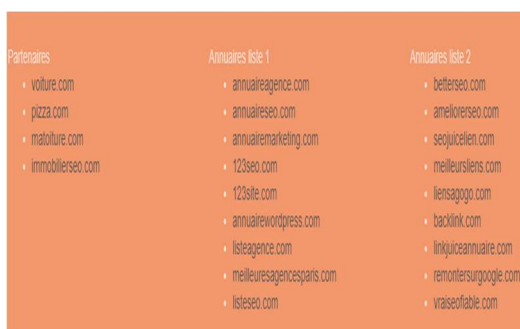 Partenaires
voiture.com
pizza.com
matoiture.com
immobilierseo.com
Annuaires liste 1
annuaireagence.com
annuaireseo.com
annuairemarketing.com
123seo.com
123site.com
annuairewordpress.com
listeagence.com
meilleuresagencesparis.com
listeseo.com
Annuaires liste 2
betterseo.com
ameliorerseo.com
seojuicelien.com
meilleursliens.com
liensagogo.com
backlink.com
linkjuiceannuaire.com
remontersurgoogle.com
vraiseofiable.com